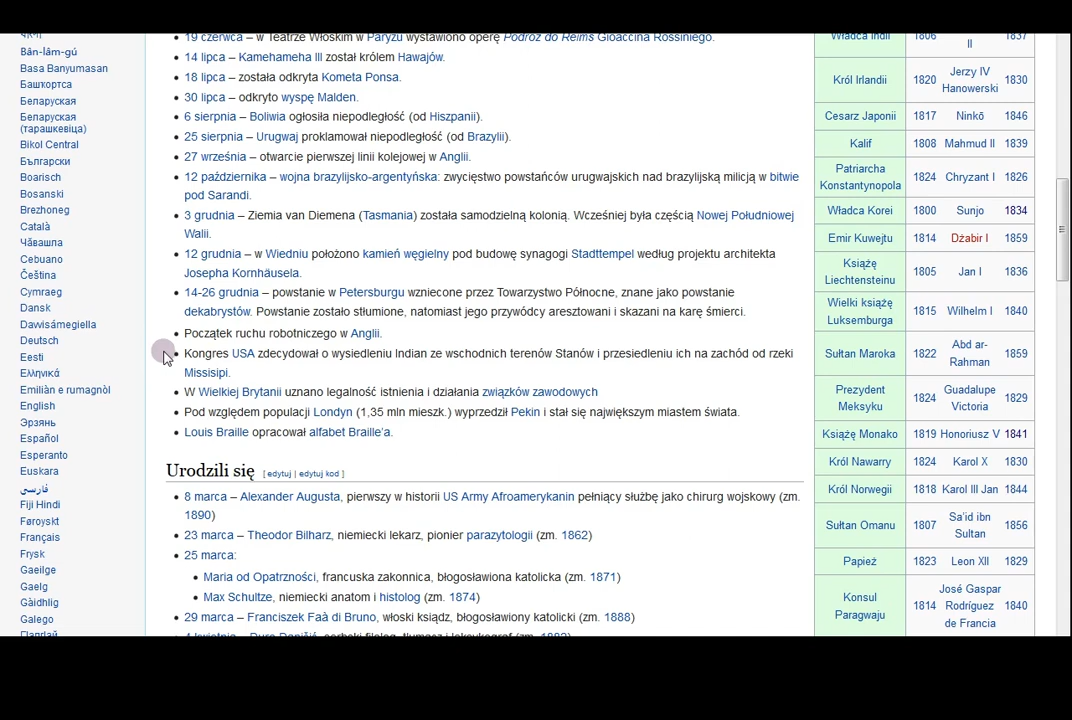 Bân-lâm-gú
Basa Banyumasan
Башҡортса
Беларуская
Беларуская
(тарашкевіца)
Bikol Central
Български
Boarisch
Bosanski
Brezhoneg
Català
Чӑвашла
Cebuano
Čeština
Cymraeg
Dansk
Davvisámegiella
Deutsch
Eesti
Ελληνικά
Emiliàn e rumagnòl
English
Эрзянь
Español
Esperanto
Euskara
فارسی
Fiji Hindi
Føroyskt
Français
Frysk
Gaeilge
Gaelg
Gàidhlig
Galego
19 czerwca – w Teatrze Włoskim w Paryżu wystawiono operę Podróż do Reims Gioacchina Rossiniego.
14 lipca – Kamehameha III został królem Hawajów.
18 lipca – została odkryta Kometa Ponsa.
30 lipca – odkryto wyspę Malden.
6 sierpnia – Boliwia ogłosiła niepodległość (od Hiszpanii).
25 sierpnia – Urugwaj proklamował niepodległość (od Brazylii).
27 września – otwarcie pierwszej linii kolejowej w Anglii.
12 października – wojna brazylijsko-argentyńska: zwycięstwo powstańców urugwajskich nad brazylijską milicją w bitwie
pod Sarandi.
3 grudnia – Ziemia van Diemena (Tasmania) została samodzielną kolonią. Wcześniej była częścią Nowej Południowej
Walii.
12 grudnia – w Wiedniu położono kamień węgielny pod budowę synagogi Stadttempel według projektu architekta
Josepha Kornhäusela.
14-26 grudnia – powstanie w Petersburgu wzniecone przez Towarzystwo Północne, znane jako powstanie
dekabrystów. Powstanie zostało stłumione, natomiast jego przywódcy aresztowani i skazani na karę śmierci.
Początek ruchu robotniczego w Anglii.
Kongres USA zdecydował o wysiedleniu Indian ze wschodnich terenów Stanów i przesiedleniu ich na zachód od rzeki
Missisipi.
W Wielkiej Brytanii uznano legalność istnienia i działania związków zawodowych
Pod względem populacji Londyn (1,35 mln mieszk.) wyprzedził Pekin i stał się największym miastem świata.
Louis Braille opracował alfabet Braille'a.
Urodzili się [ edytuj | edytuj kod ]
8 marca – Alexander Augusta, pierwszy w historii US Army Afroamerykanin pełniący służbę jako chirurg wojskowy (zm.
1890)
23 marca – Theodor Bilharz, niemiecki lekarz, pionier parazytologii (zm. 1862)
25 marca:
Maria od Opatrzności, francuska zakonnica, błogosławiona katolicka (zm. 1871)
Max Schultze, niemiecki anatom i histolog (zm. 1874)
29 marca – Franciszek Faà di Bruno, włoski ksiądz, błogosławiony katolicki (zm. 1888)
Władca Indii 1806 II 1837
Król Irlandii 1820 Jerzy IV Hanowerski 1830
Cesarz Japonii 1817 Ninkō 1846
Kalif 1808 Mahmud II 1839
Patriarcha Konstantynopola 1824 Chryzant I 1826
Władca Korei 1800 Sunjo 1834
Emir Kuwejtu 1814 Dżabir I 1859
Książę Liechtensteinu 1805 Jan I 1836
Wielki książę Luksemburga 1815 Wilhelm I 1840
Sułtan Maroka 1822 Abd ar-Rahman 1859
Prezydent Meksyku 1824 Guadalupe Victoria 1829
Książę Monako 1819 Honoriusz V 1841
Król Nawarry 1824 Karol X 1830
Król Norwegii 1818 Karol III Jan 1844
Sułtan Omanu 1807 Sa'id ibn Sultan 1856
Papież 1823 Leon XII 1829
Konsul Paragwaju 1814 José Gaspar Rodríguez de Francia 1840